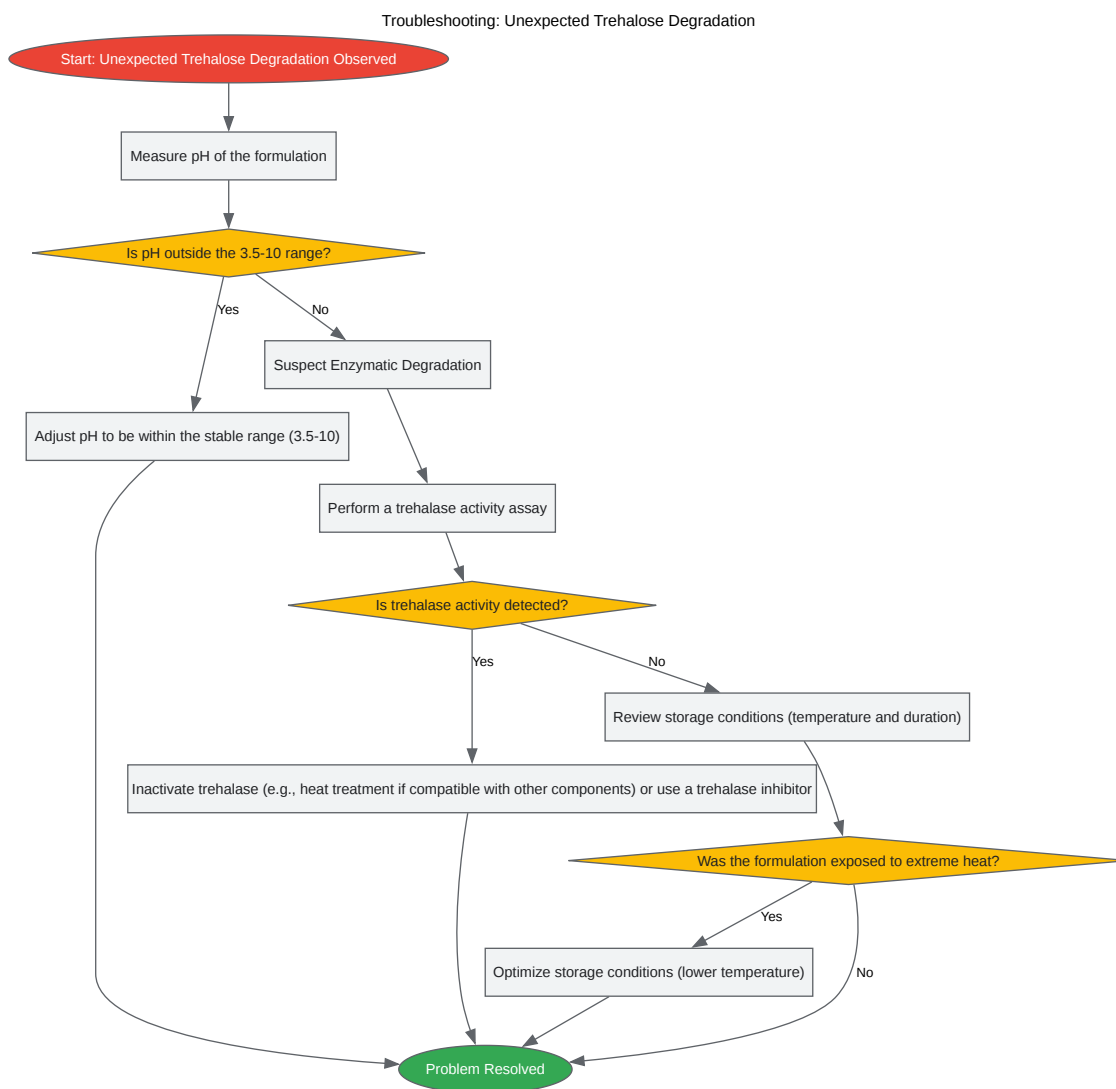 Troubleshooting: Unexpected Trehalose Degradation
Start: Unexpected Trehalose Degradation Observed
Measure pH of the formulation
Is pH outside the 3.5-10 range?
Yes
No
Suspect Enzymatic Degradation
Adjust pH to be within the stable range (3.5-10)
Perform a trehalase activity assay
Is trehalase activity detected?
Yes
No
Review storage conditions (temperature and duration)
Inactivate trehalase (e.g., heat treatment if compatible with other components) or use a trehalase inhibitor
Was the formulation exposed to extreme heat?
Yes
Optimize storage conditions (lower temperature)
No
Problem Resolved